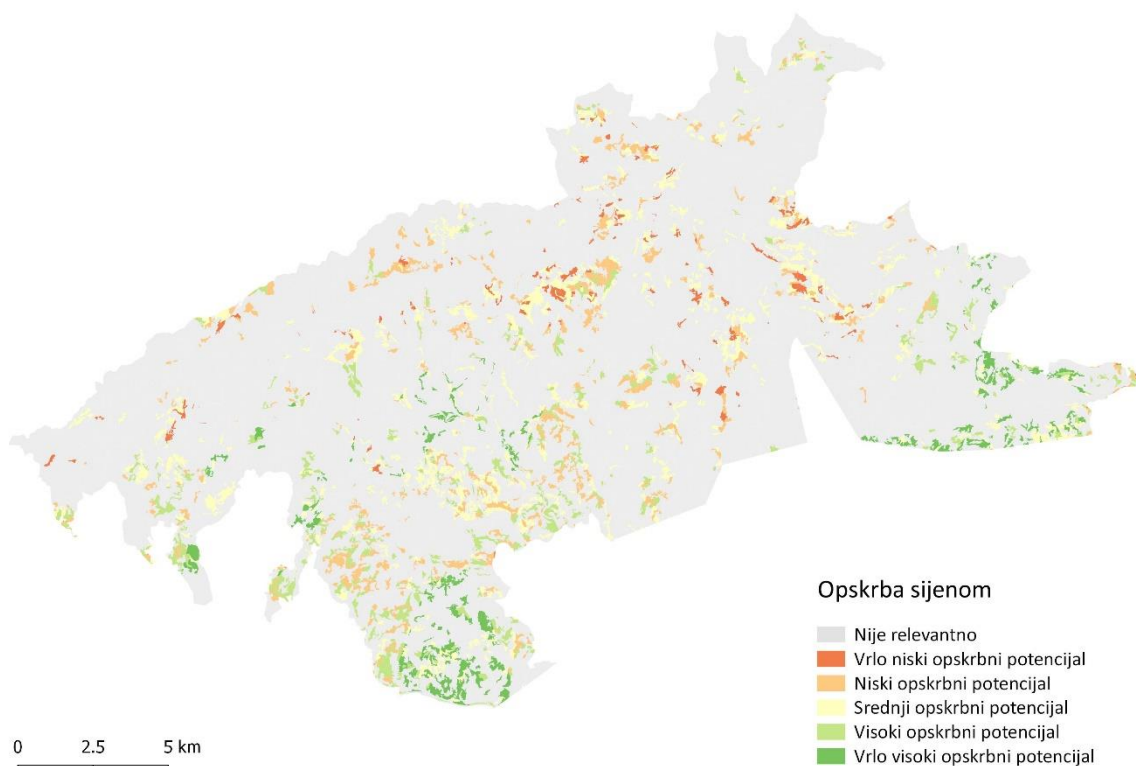 Opskrba sijenom
Nije relevantno
Vrlo niski opskrbni potencijal
Niski opskrbni potencijal
Srednji opskrbni potencijal
Visoki opskrbni potencijal
Vrlo visoki opskrbni potencijal
0 2.5 5 km